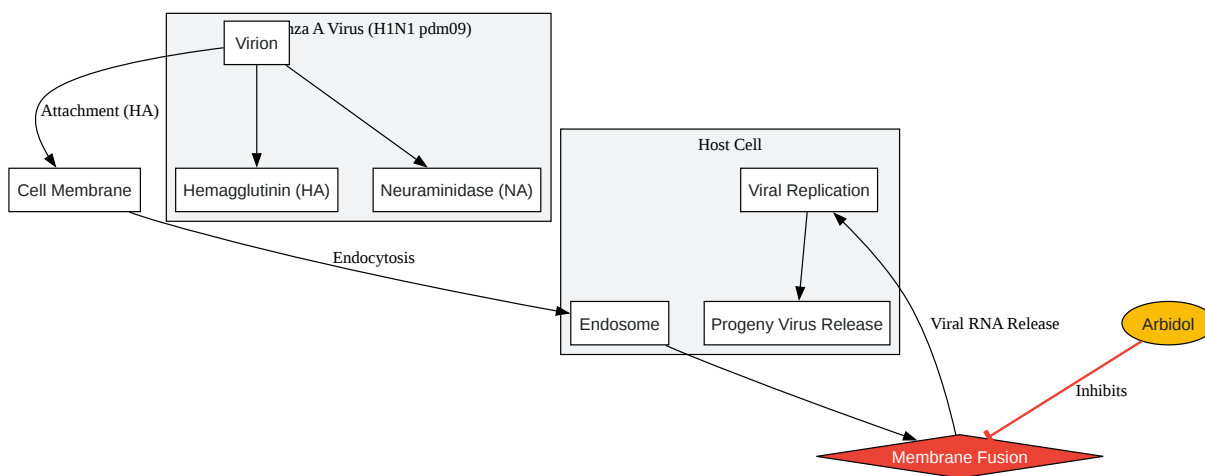 A Virus (H1N1 pdm09)
Virion
Attachment (HA)
Host Cell
Cell Membrane
Hemagglutinin (HA)
Neuraminidase (NA)
Viral Replication
Endocytosis
Endosome
Progeny Virus Release
Viral RNA Release
Arbidol
Inhibits
Membrane Fusion